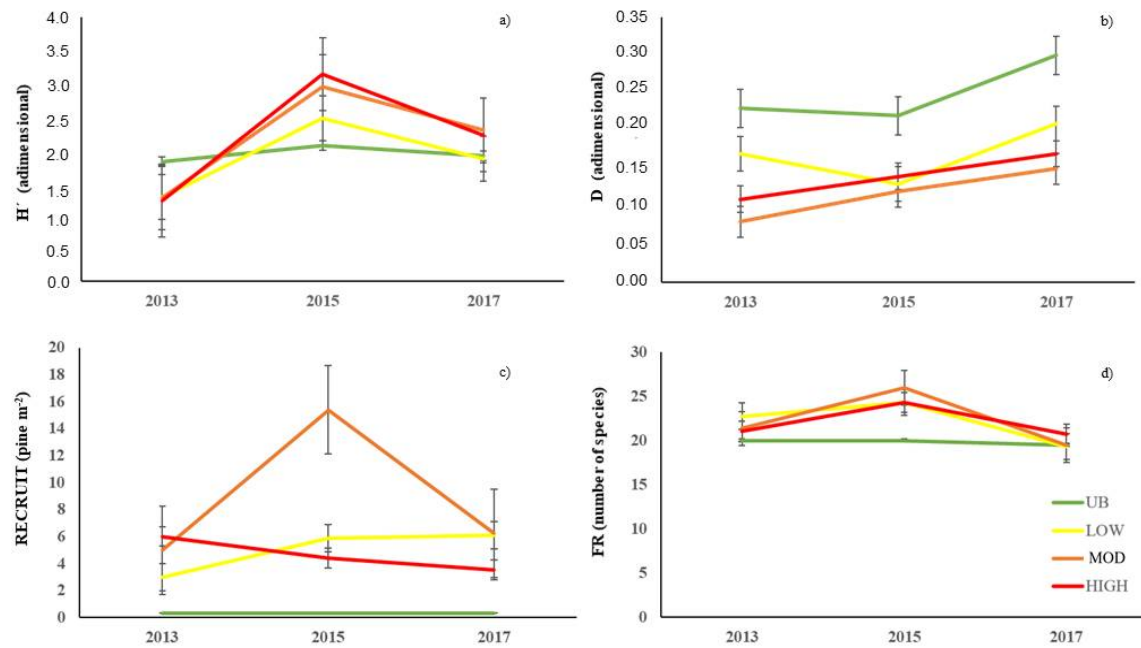 4.0
3.5
3.0
2.5
2.0
1.5
1.0
0.5
0.0
H´ (adimensional)
a)
2013 2015 2017
0.35
0.30
0.25
0.20
0.15
0.10
0.05
0.00
D (adimensional)
b)
2013 2015 2017
20
18
16
14
12
10
8
6
4
2
0
RECRUIT (pine m-2)
c)
2013 2015 2017
30
25
20
15
10
5
0
FR (number of species)
d)
UB
LOW
MOD
HIGH
2013 2015 2017